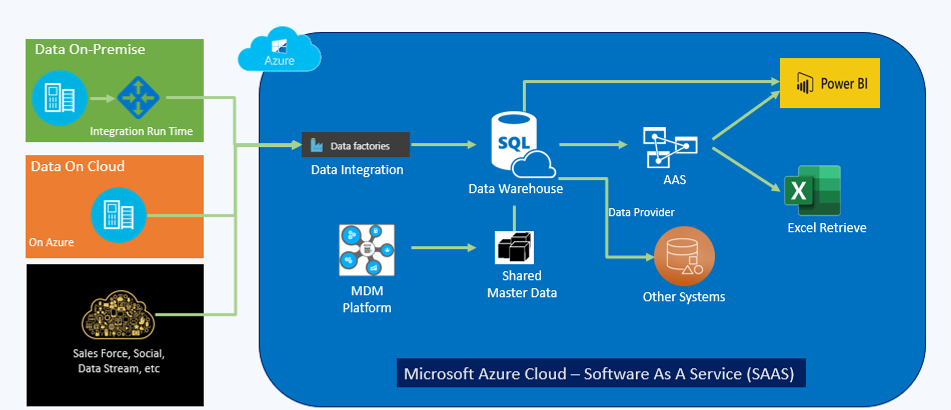 Data On-Premise
Integration Run Time
Data On Cloud
On Azure
Sales Force, Social,
Data Stream, etc
Azure
Data factories
Data Integration
SQL
Data Warehouse
AAS
Power BI
X
Excel Retrieve
Data Provider
Other Systems
MDM
Platform
Shared
Master Data
Microsoft Azure Cloud – Software As A Service (SAAS)